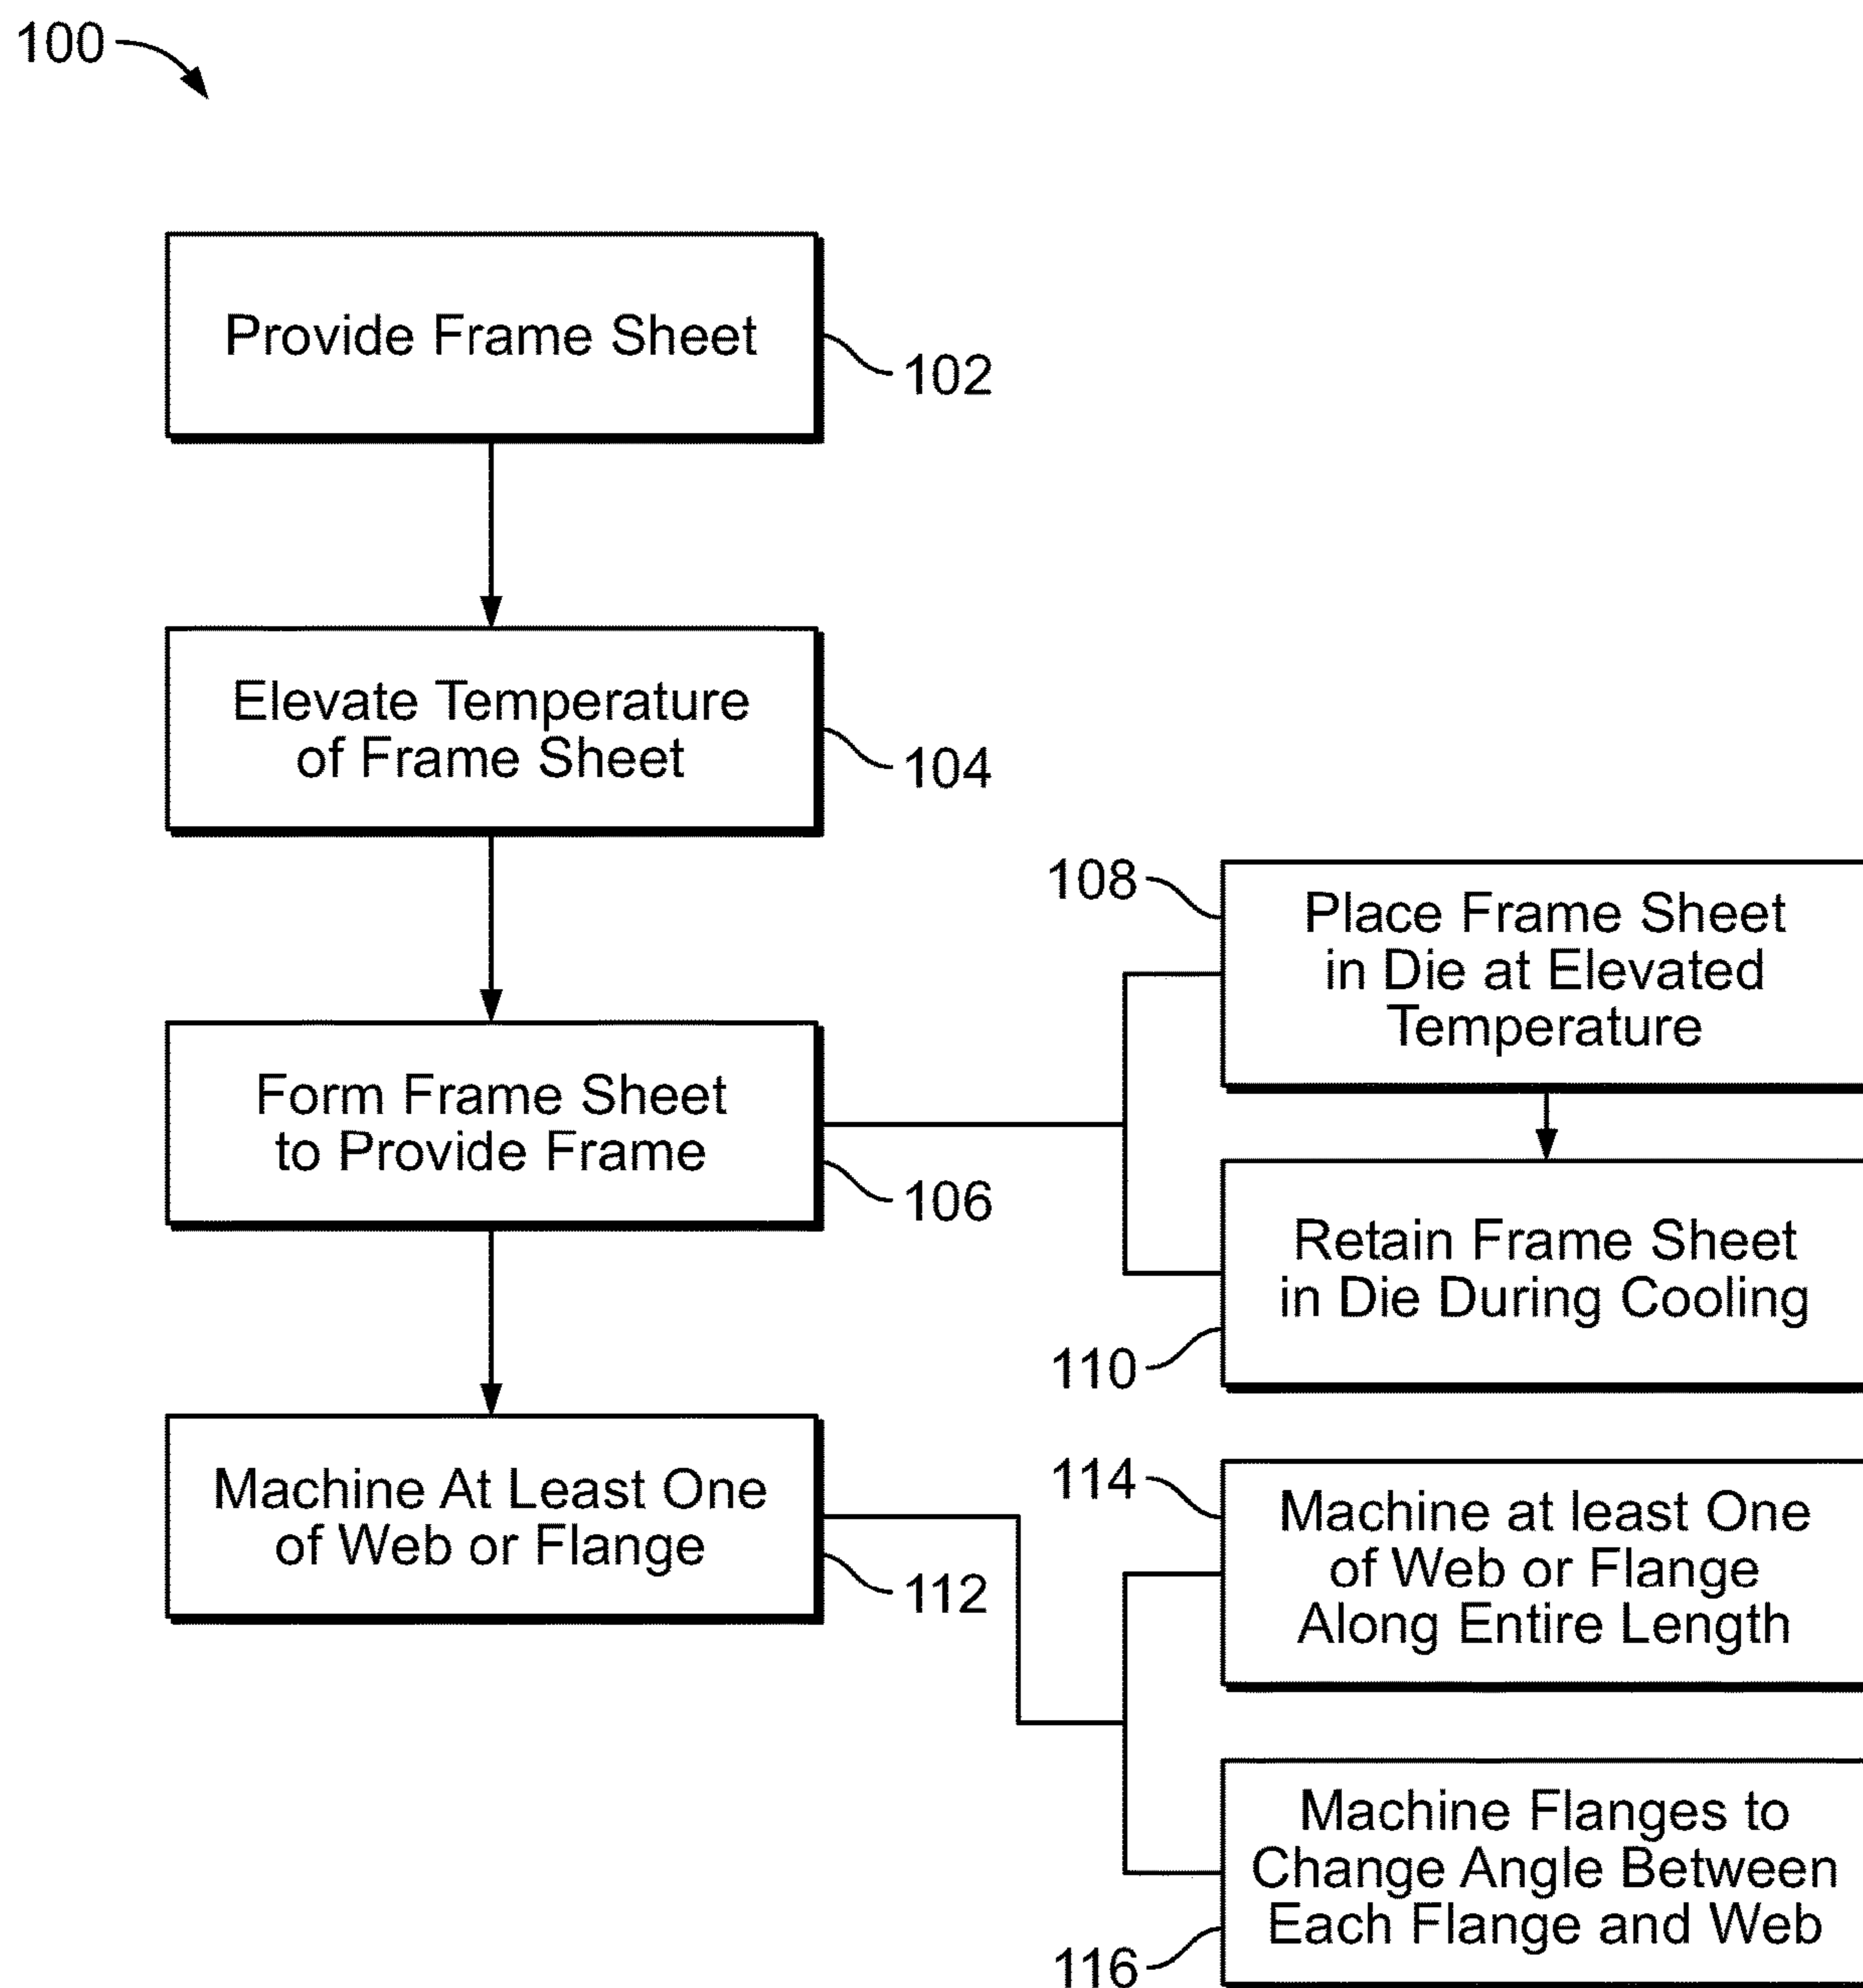 100
Provide Frame Sheet
102
Elevate Temperature
of Frame Sheet
104
Form Frame Sheet
to Provide Frame
106
108
Place Frame Sheet
in Die at Elevated
Temperature
Retain Frame Sheet
in Die During Cooling
110
Machine At Least One
of Web or Flange
112
114
Machine at least One
of Web or Flange
Along Entire Length
Machine Flanges to
Change Angle Between
Each Flange and Web
116